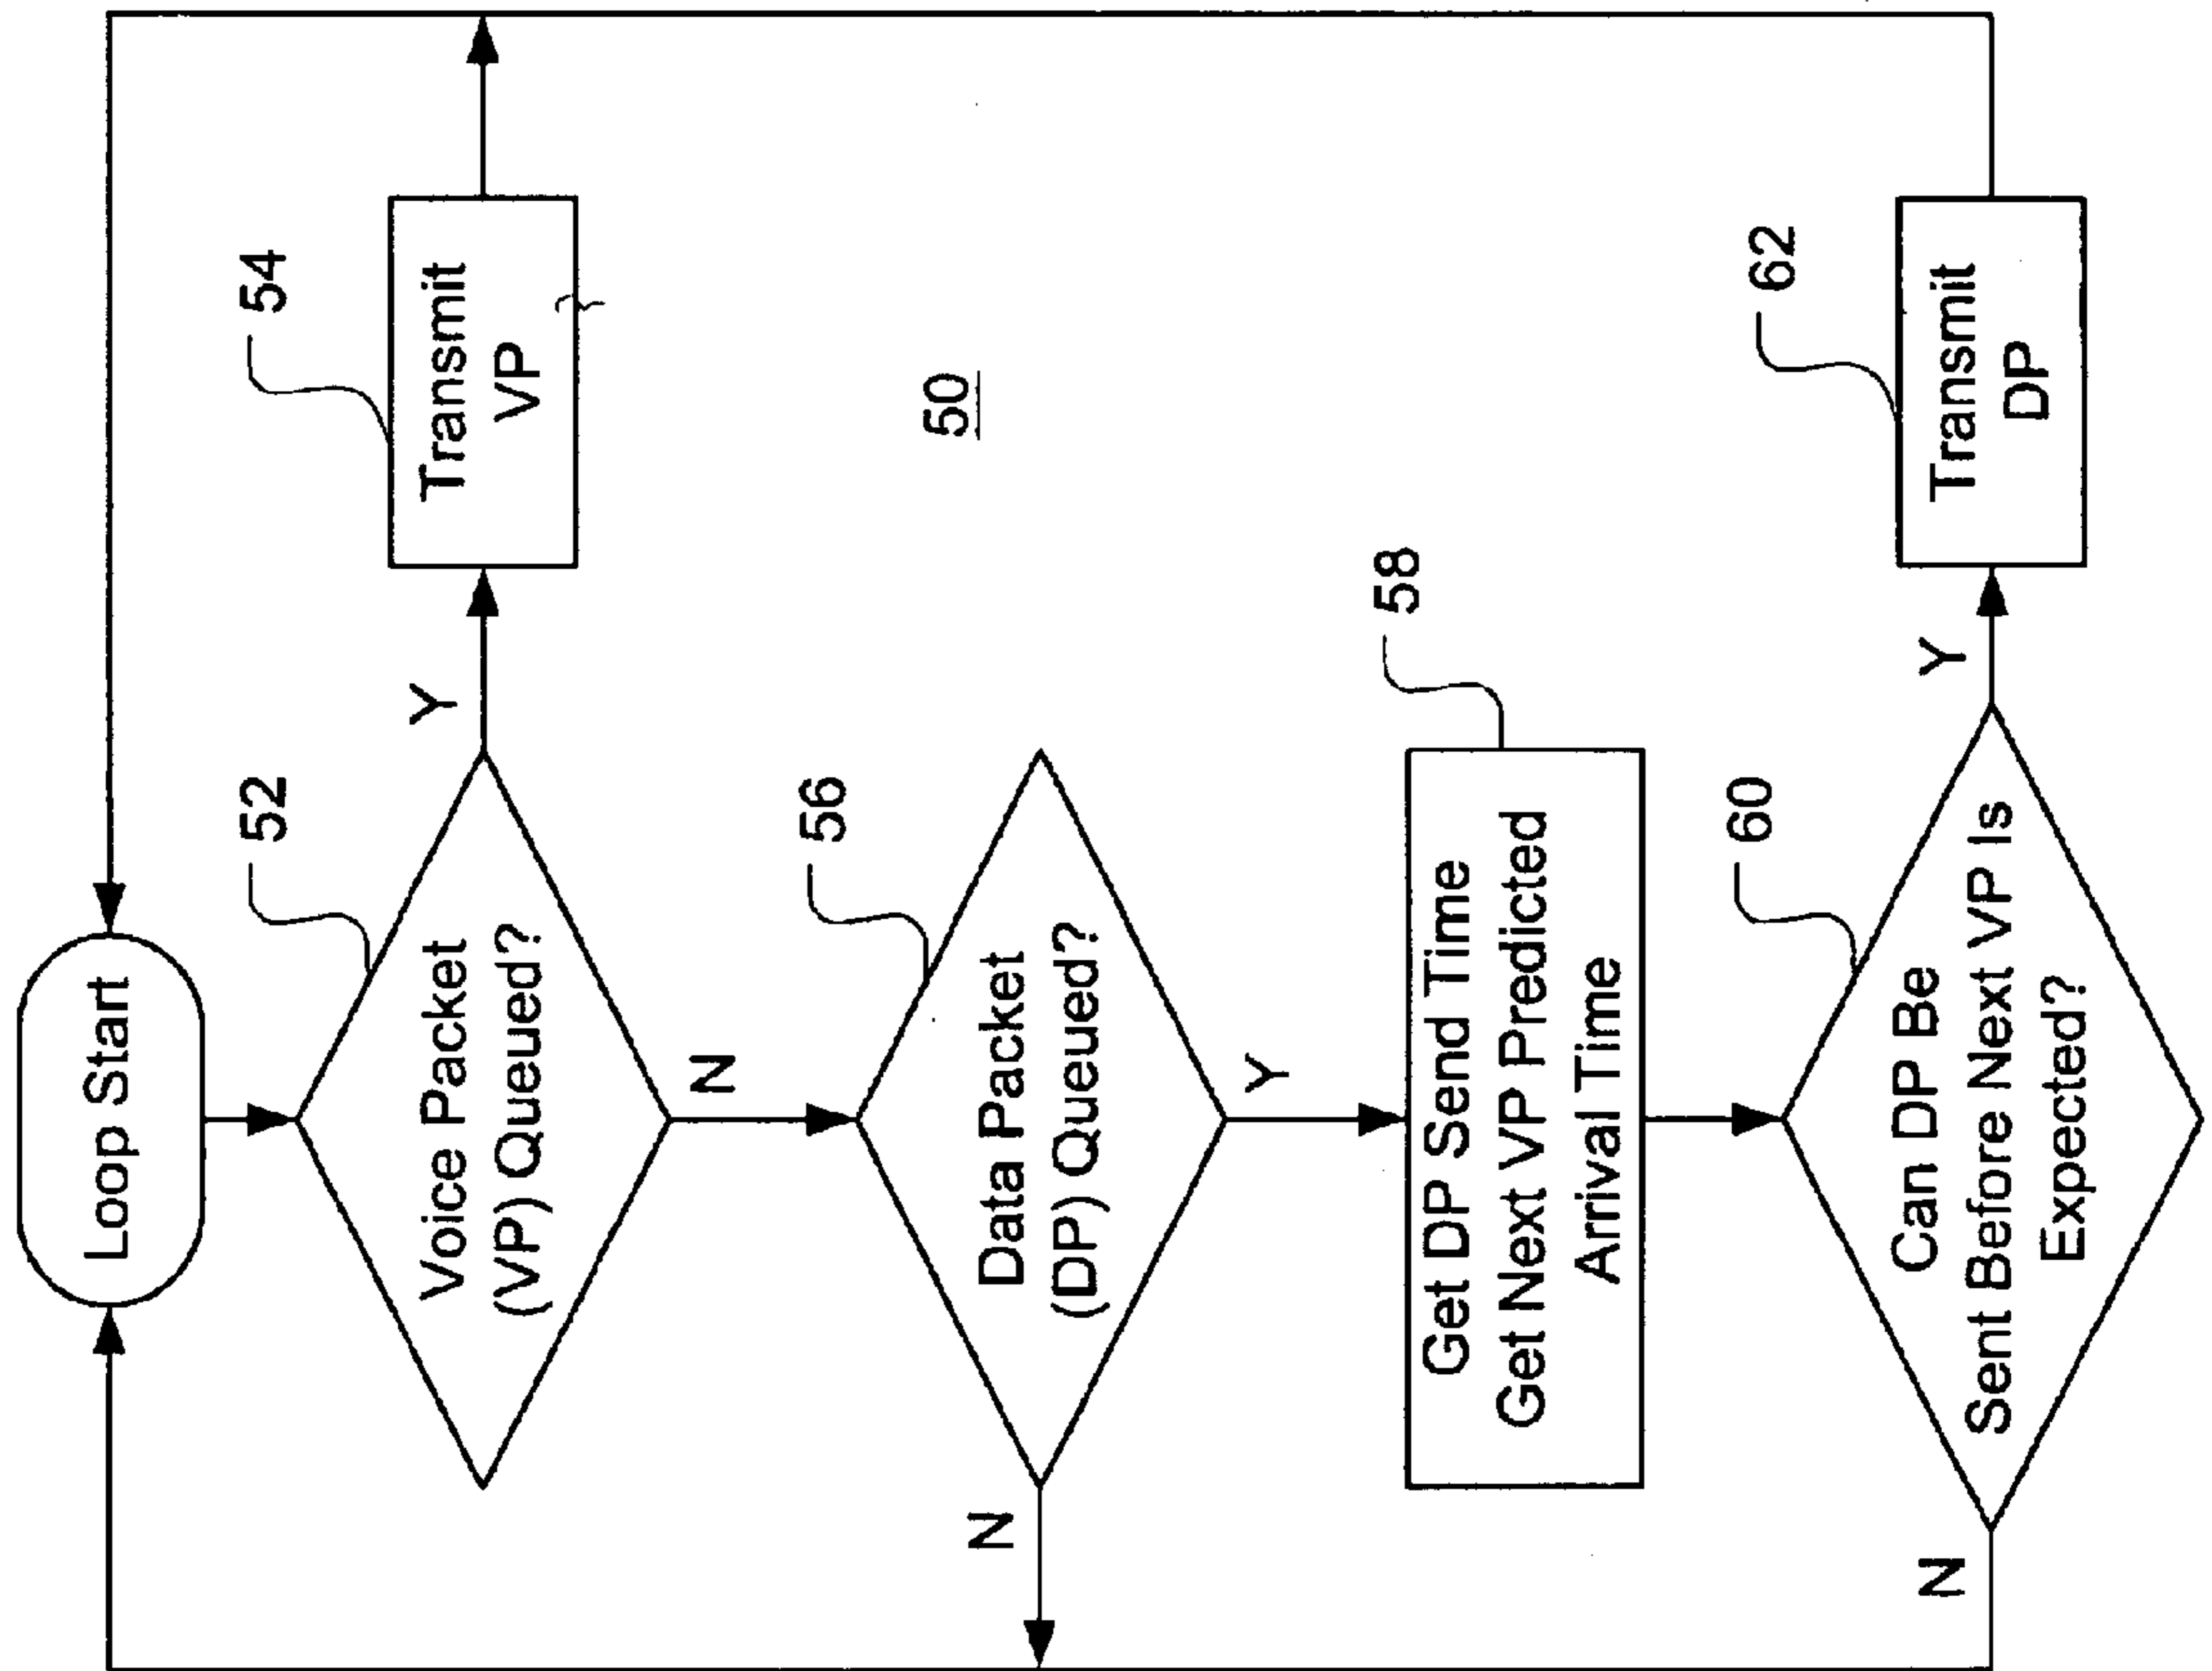 Loop Start
52
Voice Packet
(VP) Queued?
Y
54
Transmit
VP
N
50
56
Data Packet
(DP) Queued?
N
Y
58
Get DP Send Time
Get Next VP Predicted
Arrival Time
60
Can DP Be
Sent Before Next VP Is
Expected?
N
Y
62
Transmit
DP